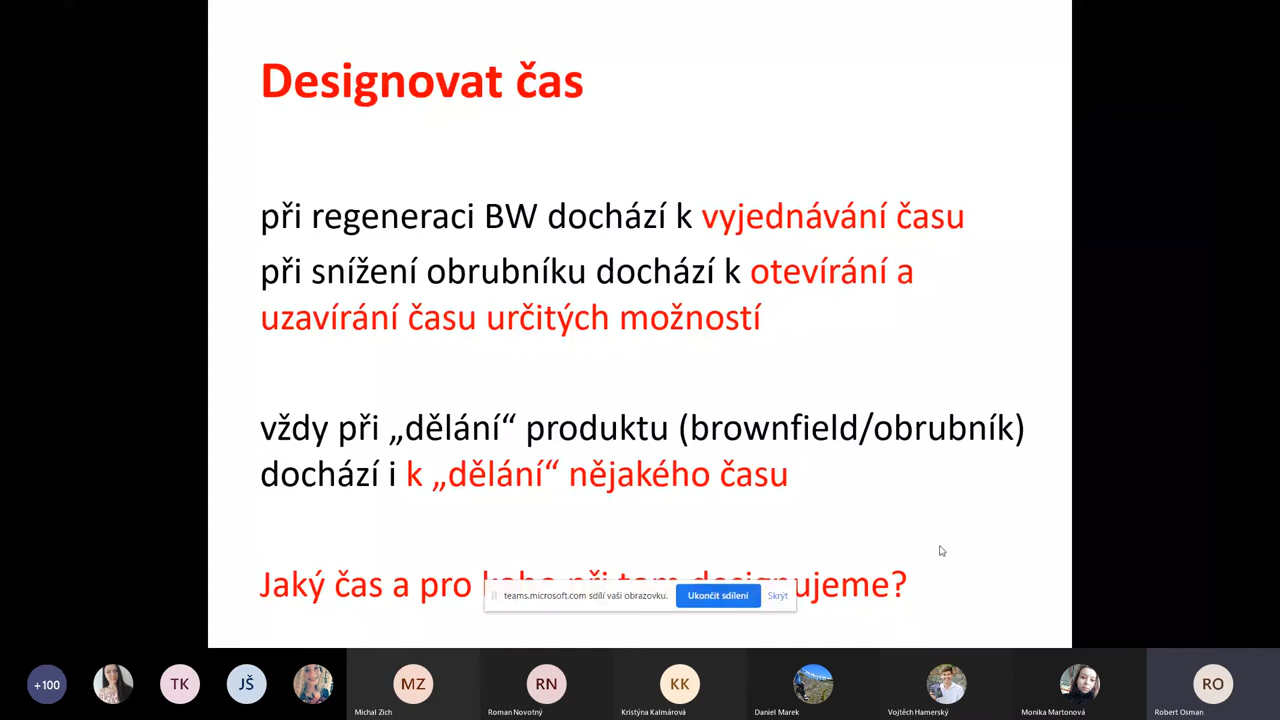 Designovat čas
při regeneraci BW dochází k vyjednávání času
při snížení obrubníku dochází k otevírání a
uzavírání času určitých možností
vždy při „dělání“ produktu (brownfield/obrubník)
dochází i k „dělání“ nějakého času
Jaký čas a pro designujeme?
teams.microsoft.com sdílí vaši obrazovku.
Ukončit sdílení
Skrýt
+100
TK
JŠ
MZ
RN
KK
RO
Michal Zich
Roman Novotný
Kristýna Kalmárová
Daniel Marek
Vojtěch Hamerský
Monika Martonová
Robert Osman